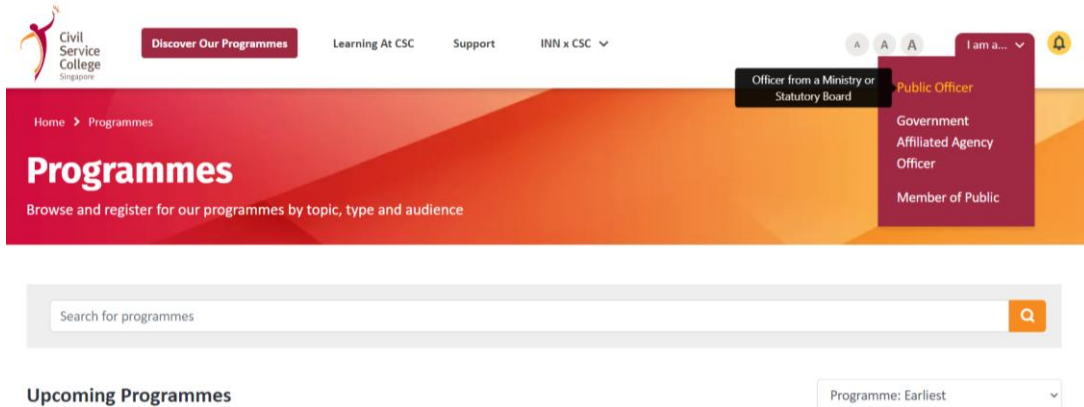 Civil
Service
College
Singapore
Discover Our Programmes
Learning At CSC
Support
INN x CSC
A A A
I am a...
Officer from a Ministry or
Statutory Board
Public Officer
Government
Affiliated Agency
Officer
Member of Public
Home > Programmes
Programmes
Browse and register for our programmes by topic, type and audience
Search for programmes
Upcoming Programmes
Programme: Earliest